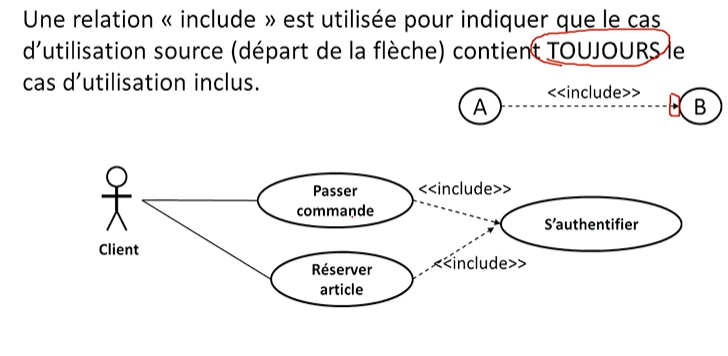 Une relation « include » est utilisée pour indiquer que le cas
d’utilisation source (départ de la flèche) contient TOUJOURS le
cas d’utilisation inclus.
<<include>>
A
B
Passer
commande
<<include>>
S’authentifier
Client
Réserver
article
<<include>>